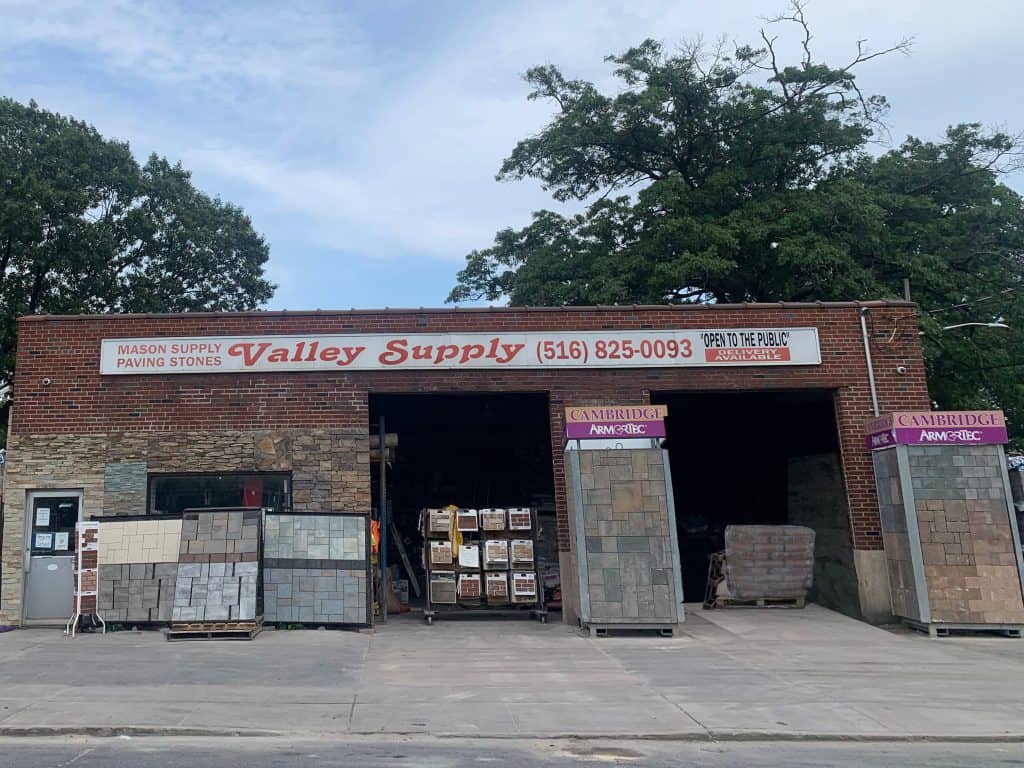 MASON SUPPLY
PAVING STONES
Valley Supply
(516) 825-0093
"OPEN TO THE PUBLIC"
DELIVERY
AVAILABLE
CAMBRIDGE
ARMORTEC
CAMBRIDGE
ARMORTEC